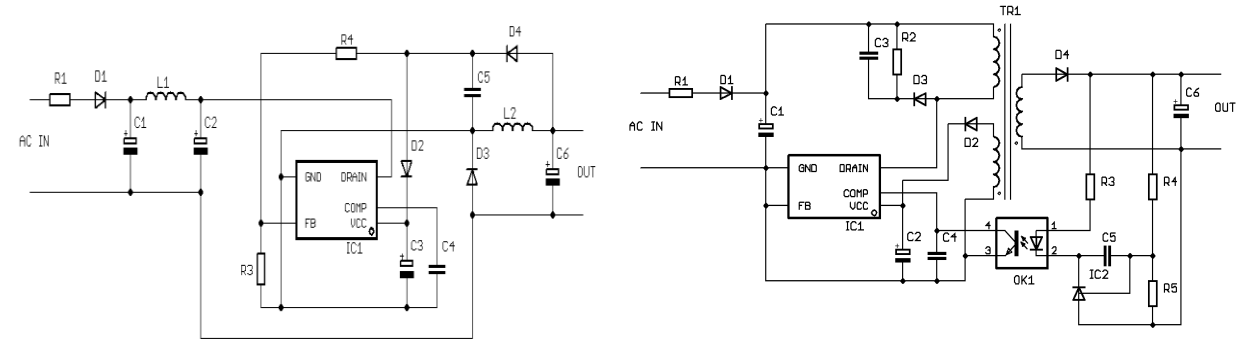 R4
D4
R1
D1
L1
C5
L2
AC IN
C1
C2
D2
D3
C6
OUT
GND
DRAIN
COMP
FB
VCC
IC1
C3
C4
R3
TR1
R2
C3
D4
R1
D1
D3
C6
OUT
AC IN
C1
D2
GND
DRAIN
COMP
FB
VCC
IC1
R3
R4
C2
C4
4
1
3
2
OK1
C5
IC2
R5